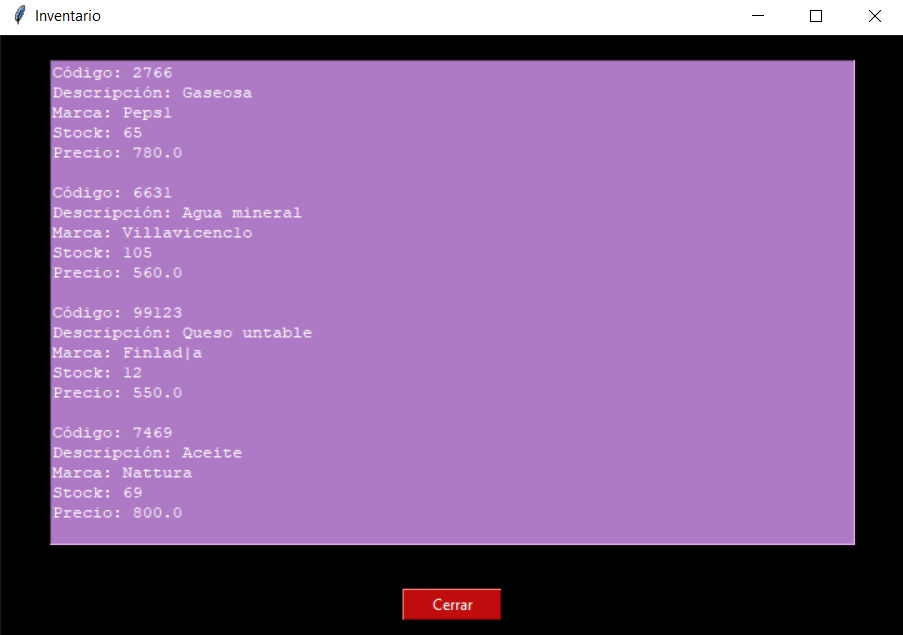 Inventario
Código: 2766
Descripción: Gaseosa
Marca: Peps1
Stock: 65
Precio: 780.0
Código: 6631
Descripción: Agua mineral
Marca: Villavicenc1o
Stock: 105
Precio: 560.0
Código: 99123
Descripción: Queso untable
Marca: Finlad|a
Stock: 12
Precio: 550.0
Código: 7469
Descripción: Aceite
Marca: Nattura
Stock: 69
Precio: 800.0
Cerrar